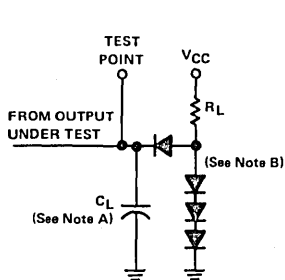 TEST
POINT
VCC
RL
FROM OUTPUT
UNDER TEST
(See Note B)
CL
(See Note A)